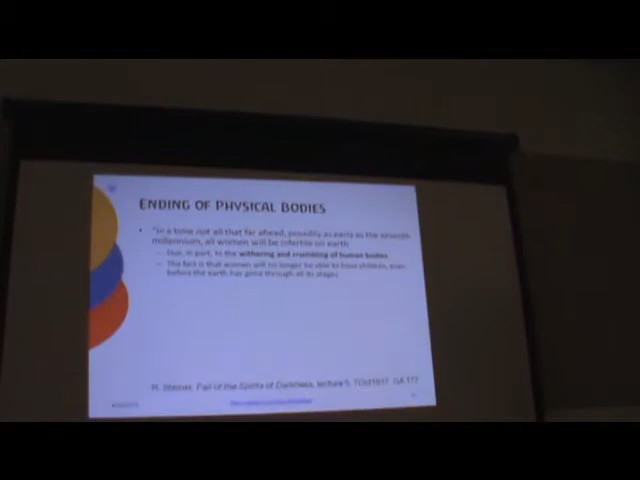 ENDING OF PHYSICAL BODIES
• "In a time not all that far ahead, possibly as early as the seventh
millennium, all women will be infertile on earth
– Due, in part, to the withering and crumbling of human bodies
– The fact is that women will no longer be able to have children, even
before the earth has gone through all its stages
R. Steiner, Fall of the Spirits of Darkness, lecture 5, 7Oct1917 GA 177